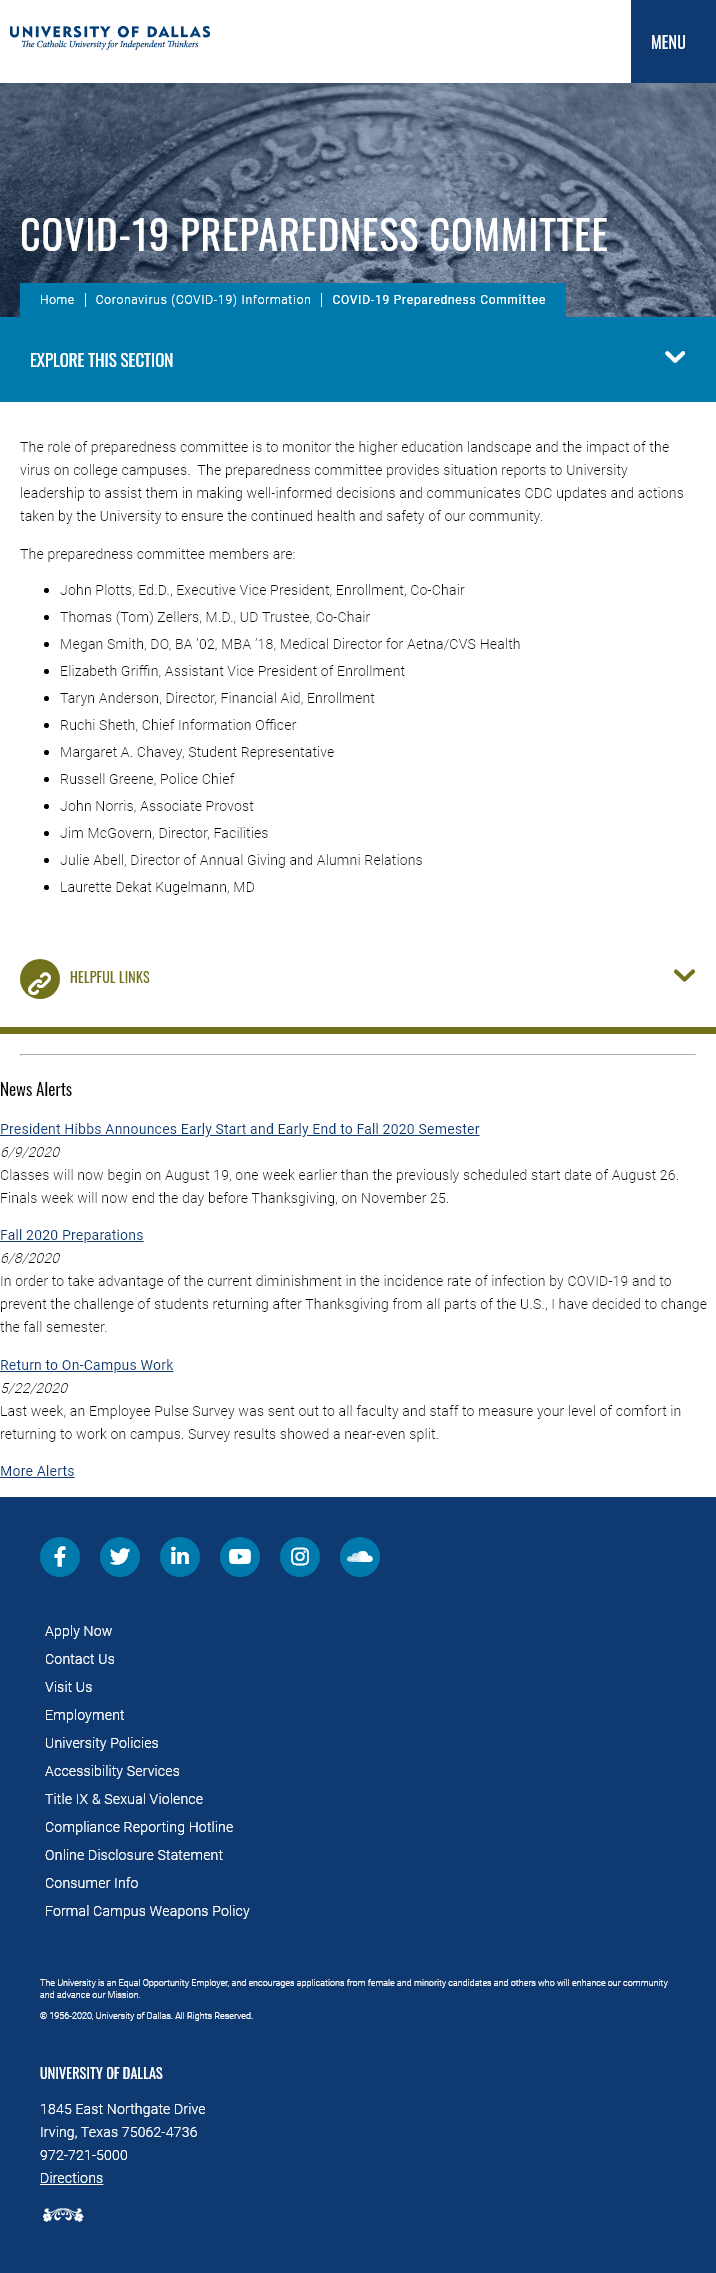 UNIVERSITY OF DALLAS
The Catholic University for Independent Thinkers
MENU
COVID-19 PREPAREDNESS COMMITTEE
Home | Coronavirus (COVID-19) Information | COVID-19 Preparedness Committee
EXPLORE THIS SECTION
The role of preparedness committee is to monitor the higher education landscape and the impact of the
virus on college campuses.  The preparedness committee provides situation reports to University
leadership to assist them in making well-informed decisions and communicates CDC updates and actions
taken by the University to ensure the continued health and safety of our community.
The preparedness committee members are:
John Plotts, Ed.D., Executive Vice President, Enrollment, Co-Chair
Thomas (Tom) Zellers, M.D., UD Trustee, Co-Chair
Megan Smith, DO, BA ’02, MBA ’18, Medical Director for Aetna/CVS Health
Elizabeth Griffin, Assistant Vice President of Enrollment
Taryn Anderson, Director, Financial Aid, Enrollment
Ruchi Sheth, Chief Information Officer
Margaret A. Chavey, Student Representative
Russell Greene, Police Chief
John Norris, Associate Provost
Jim McGovern, Director, Facilities
Julie Abell, Director of Annual Giving and Alumni Relations
Laurette Dekat Kugelmann, MD
HELPFUL LINKS
News Alerts
President Hibbs Announces Early Start and Early End to Fall 2020 Semester
6/9/2020
Classes will now begin on August 19, one week earlier than the previously scheduled start date of August 26.
Finals week will now end the day before Thanksgiving, on November 25.
Fall 2020 Preparations
6/8/2020
In order to take advantage of the current diminishment in the incidence rate of infection by COVID-19 and to
prevent the challenge of students returning after Thanksgiving from all parts of the U.S., I have decided to change
the fall semester.
Return to On-Campus Work
5/22/2020
Last week, an Employee Pulse Survey was sent out to all faculty and staff to measure your level of comfort in
returning to work on campus. Survey results showed a near-even split.
More Alerts
Apply Now
Contact Us
Visit Us
Employment
University Policies
Accessibility Services
Title IX & Sexual Violence
Compliance Reporting Hotline
Online Disclosure Statement
Consumer Info
Formal Campus Weapons Policy
The University is an Equal Opportunity Employer, and encourages applications from female and minority candidates and others who will enhance our community
and advance our Mission.
© 1956-2020, University of Dallas. All Rights Reserved.
UNIVERSITY OF DALLAS
1845 East Northgate Drive
Irving, Texas 75062-4736
972-721-5000
Directions